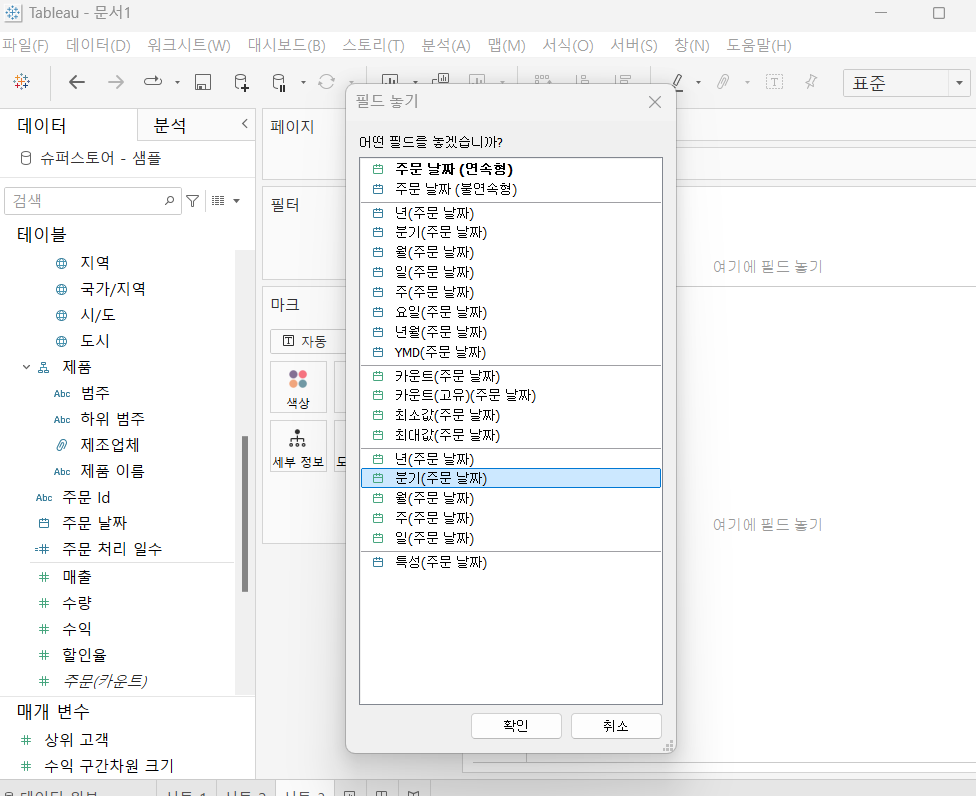 Tableau - 문서1
파일(F) 데이터(D) 워크시트(W) 대시보드(B) 스토리(T) 분석(A) 맵(M) 서식(O) 서버(S) 창(N) 도움말(H)
표준
데이터 분석
슈퍼스토어 - 샘플
검색
테이블
지역
국가/지역
시/도
도시
제품
Abc 범주
Abc 하위 범주
제조업체
Abc 제품 이름
Abc 주문 Id
주문 날짜
주문 처리 일수
매출
수량
수익
할인율
주문(카운트)
매개 변수
상위 고객
수익 구간차원 크기
페이지
필터
마크
자동
색상
세부 정보
필드 놓기
어떤 필드를 놓겠습니까?
주문 날짜 (연속형)
주문 날짜 (불연속형)
년(주문 날짜)
분기(주문 날짜)
월(주문 날짜)
일(주문 날짜)
주(주문 날짜)
요일(주문 날짜)
년월(주문 날짜)
YMD(주문 날짜)
카운트(주문 날짜)
카운트(고유)(주문 날짜)
최소값(주문 날짜)
최대값(주문 날짜)
년(주문 날짜)
분기(주문 날짜)
월(주문 날짜)
주(주문 날짜)
일(주문 날짜)
특성(주문 날짜)
확인 취소
여기에 필드 놓기
여기에 필드 놓기